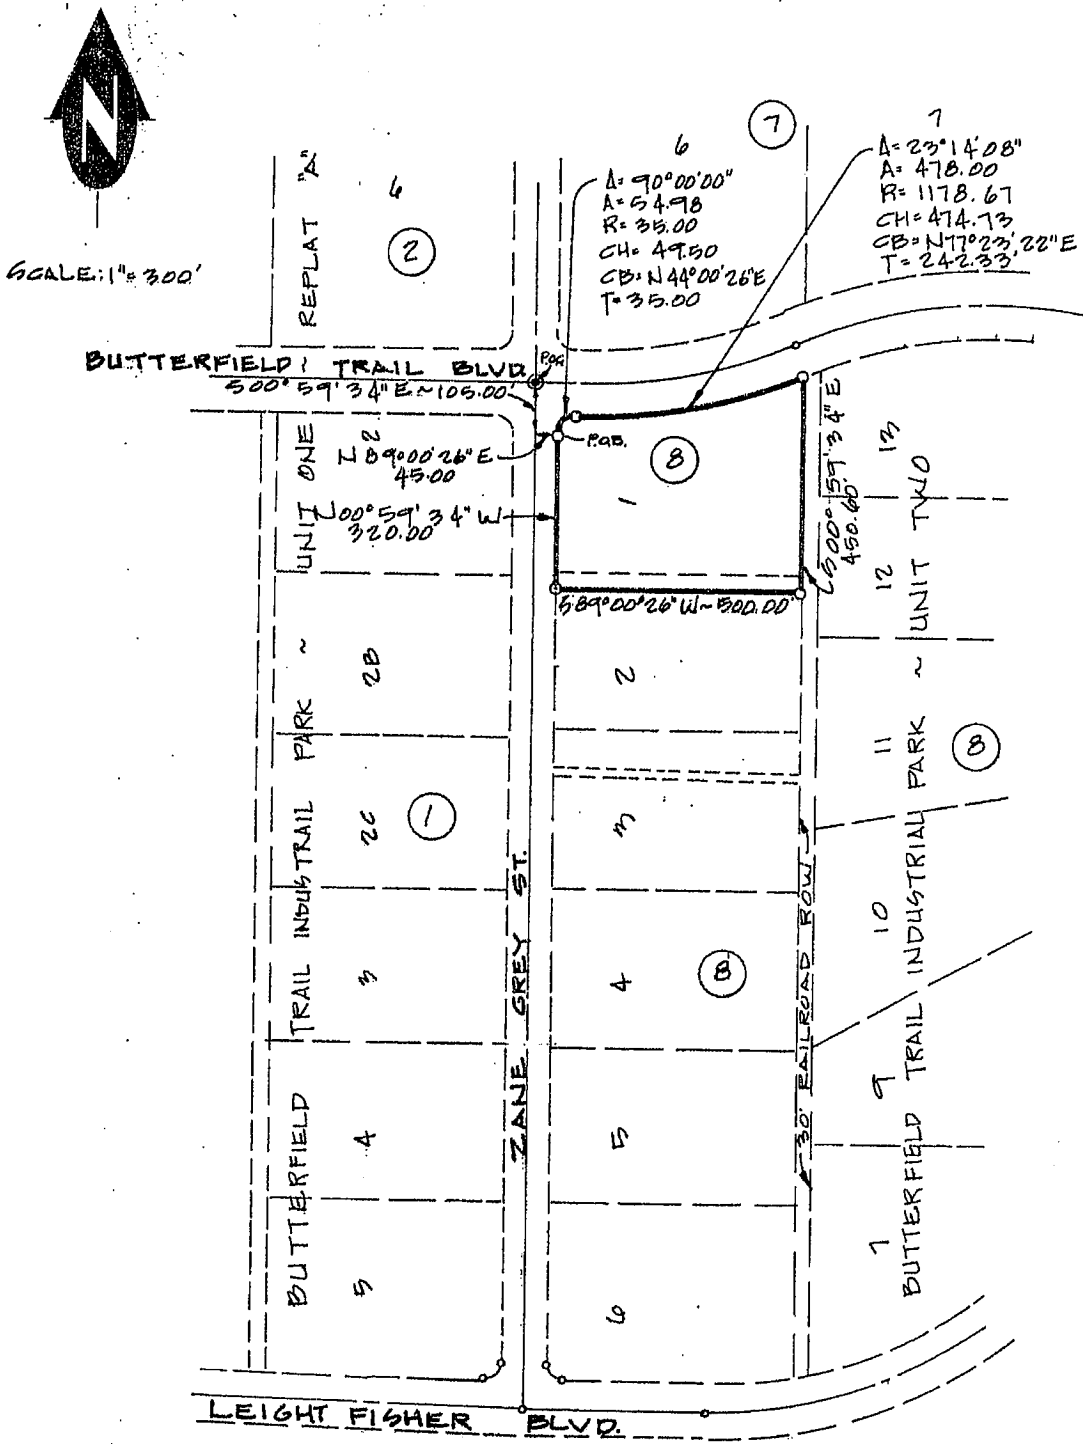 N
SCALE: 1"= 300'
REPLAT "A"
6
2
6
7
7
Δ= 90°00'00"
A= 54.98
R= 35.00
CH= 49.50
CB= N44°00'26"E
T= 35.00
Δ= 23°14'08"
A= 478.00
R= 1178.67
CH= 474.73
CB= N77°23'22"E
T= 242.33'
BUTTERFIELD TRAIL BLVD.
S00°59'34"E ~ 105.00'
P.O.B.
N89°00'26"E
45.00
N00°59'34"W
320.00'
S00°59'34"E
450.60'
S89°00'26"W ~ 500.00'
8
1
2
3
4
5
6
8
2
2B
2C
1
3
4
5
BUTTERFIELD TRAIL INDUSTRAIL PARK ~ UNIT ONE
ZANE GREY ST.
30' RAILROAD ROW
13
12
11
10
9
7
8
BUTTERFIELD TRAIL INDUSTRIAL PARK ~ UNIT TWO
LEIGHT FISHER BLVD.